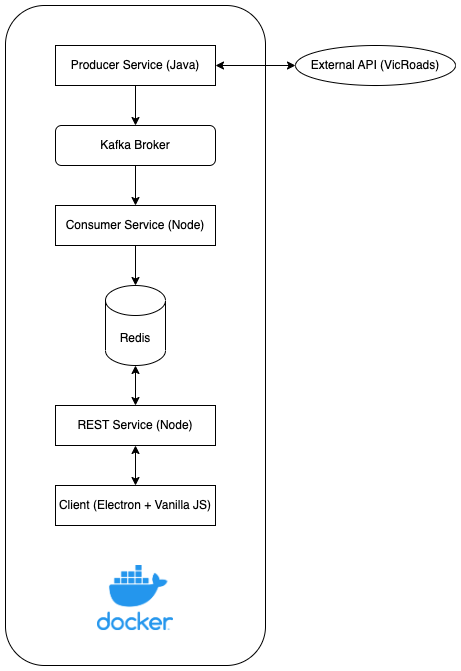 Producer Service (Java)
External API (VicRoads)
Kafka Broker
Consumer Service (Node)
Redis
REST Service (Node)
Client (Electron + Vanilla JS)
docker